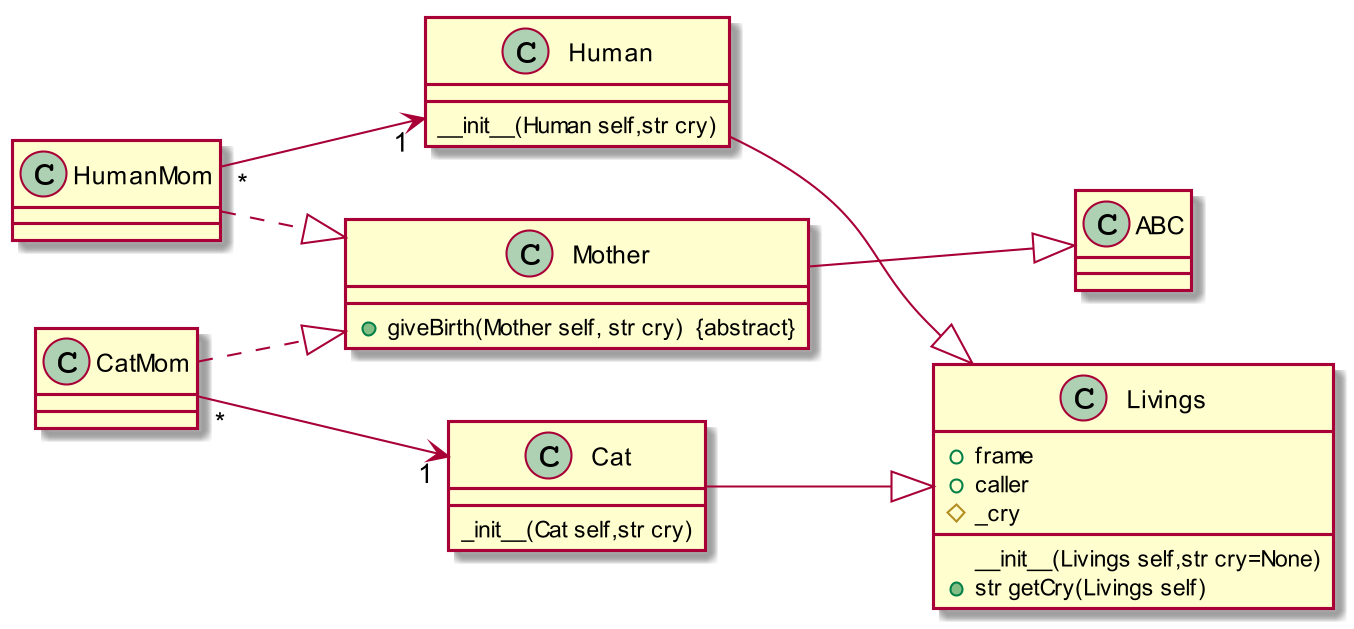 C Human
__init__(Human self,str cry)
1
C HumanMom
*
C Mother
giveBirth(Mother self, str cry) {abstract}
C ABC
C CatMom
*
1
C Cat
_init__(Cat self,str cry)
C Livings
frame
caller
_cry
__init__(Livings self,str cry=None)
str getCry(Livings self)